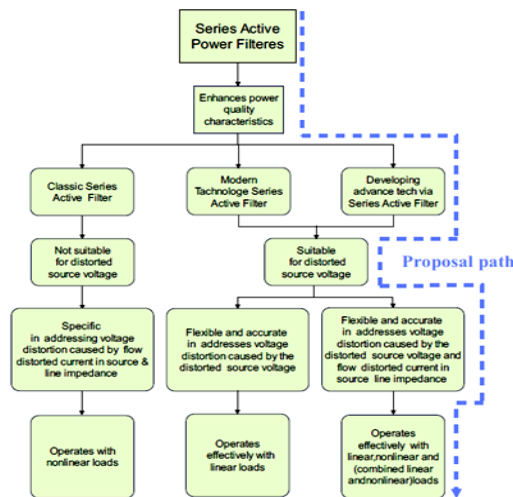 Series Active
Power Filteres
Enhances power
quality
characteristics
Classic Series
Active Filter
Modern
Tachnologe Series
Active Filter
Developing
advance tech via
Series Active Filter
Not suitable
for distorted
source voltage
Suitable
for distorted
source voltage
Proposal path
Specific
in addressing voltage
distortion caused by flow
distorted current in source &
line impedance
Flexible and accurate
in addresses voltage
distortion caused by the
distorted source voltage
Flexible and accurate
in addresses voltage
distortion caused by the
distorted source voltage and
flow distorted current in
source line impedance
Operates with
nonlinear loads
Operates
effectively with
linear loads
Operates
effectively with
linear,nonlinear and
(combined linear
andnonlinear)loads